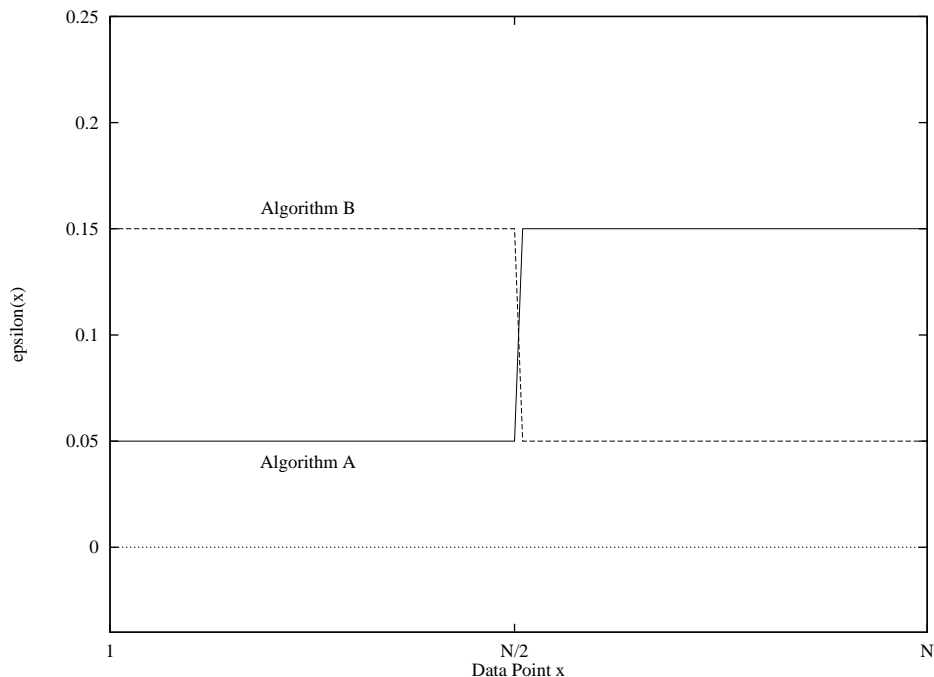 0.25
0.2
Algorithm B
0.15
epsilon(x)
0.1
0.05
Algorithm A
0
1
N/2
N
Data Point x